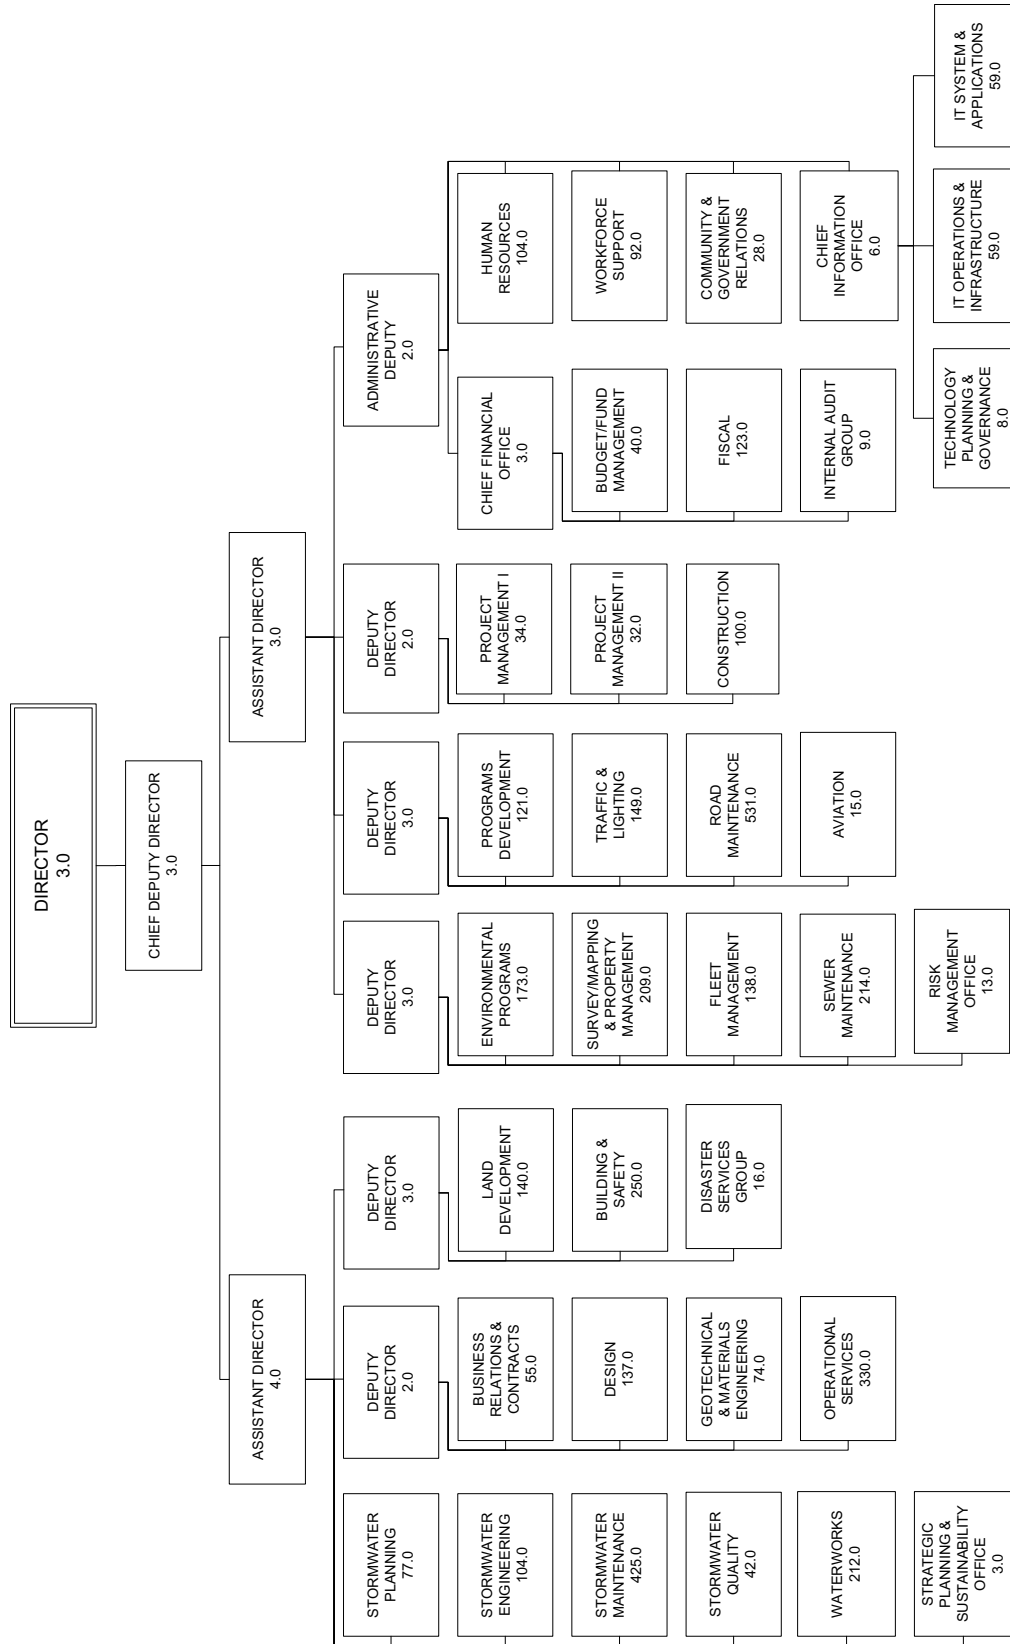 DIRECTOR
3.0
CHIEF DEPUTY DIRECTOR
3.0
ASSISTANT DIRECTOR
4.0
STORMWATER
PLANNING
77.0
STORMWATER
ENGINEERING
104.0
STORMWATER
MAINTENANCE
425.0
STORMWATER
QUALITY
42.0
WATERWORKS
212.0
STRATEGIC
PLANNING &
SUSTAINABILITY
OFFICE
3.0
DEPUTY
DIRECTOR
2.0
BUSINESS
RELATIONS &
CONTRACTS
55.0
DESIGN
137.0
GEOTECHNICAL
& MATERIALS
ENGINEERING
74.0
OPERATIONAL
SERVICES
330.0
DEPUTY
DIRECTOR
3.0
LAND
DEVELOPMENT
140.0
BUILDING &
SAFETY
250.0
DISASTER
SERVICES
GROUP
16.0
ASSISTANT DIRECTOR
3.0
DEPUTY
DIRECTOR
3.0
ENVIRONMENTAL
PROGRAMS
173.0
SURVEY/MAPPING
& PROPERTY
MANAGEMENT
209.0
FLEET
MANAGEMENT
138.0
SEWER
MAINTENANCE
214.0
RISK
MANAGEMENT
OFFICE
13.0
DEPUTY
DIRECTOR
3.0
PROGRAMS
DEVELOPMENT
121.0
TRAFFIC &
LIGHTING
149.0
ROAD
MAINTENANCE
531.0
AVIATION
15.0
DEPUTY
DIRECTOR
2.0
PROJECT
MANAGEMENT I
34.0
PROJECT
MANAGEMENT II
32.0
CONSTRUCTION
100.0
ADMINISTRATIVE
DEPUTY
2.0
CHIEF FINANCIAL
OFFICE
3.0
BUDGET/FUND
MANAGEMENT
40.0
FISCAL
123.0
INTERNAL AUDIT
GROUP
9.0
HUMAN
RESOURCES
104.0
WORKFORCE
SUPPORT
92.0
COMMUNITY &
GOVERNMENT
RELATIONS
28.0
CHIEF
INFORMATION
OFFICE
6.0
TECHNOLOGY
PLANNING &
GOVERNANCE
8.0
IT OPERATIONS &
INFRASTRUCTURE
59.0
IT SYSTEM &
APPLICATIONS
59.0